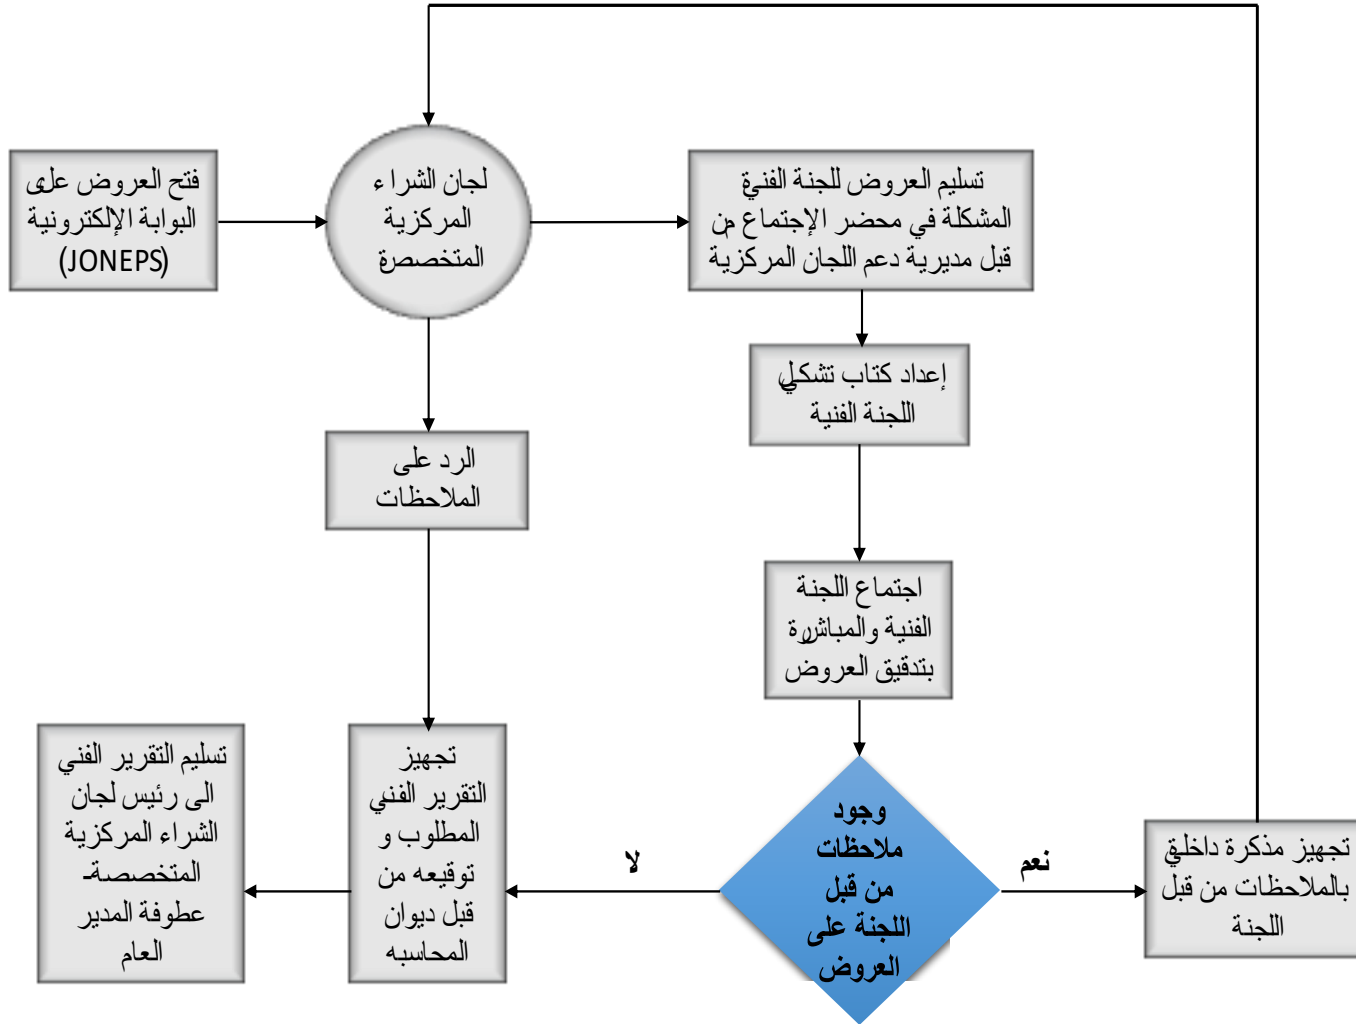 فتح العروض على
البوابة الإلكترونية
(JONEPS)
لجان الشراء
المركزية
المتخصصة
تسليم العروض للجنة الفنية
المشكلة في محضر الإجتماع من
قبل مديرية دعم اللجان المركزية
إعداد كتاب تشكيل
اللجنة الفنية
الرد على
الملاحظات
اجتماع اللجنة
الفنية والمباشرة
بتدقيق العروض
وجود
ملاحظات
من قبل
اللجنة على
العروض
نعم
لا
تجهيز مذكرة داخلية
بالملاحظات من قبل
اللجنة
تجهيز
التقرير الفني
المطلوب و
توقيعه من
قبل ديوان
المحاسبه
تسليم التقرير الفني
الى رئيس لجان
الشراء المركزية
المتخصصة-
عطوفة المدير
العام